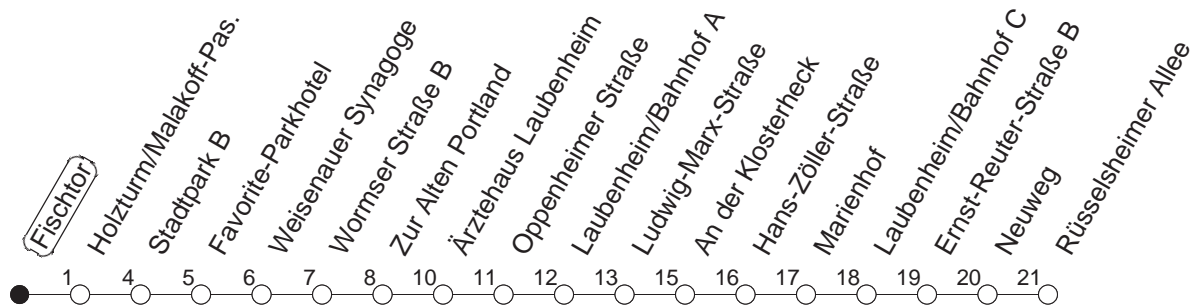 Fischtor
Holzturm/Malakoff-Pas.
Stadtpark B
Favorite-Parkhotel
Weisenauer Synagoge
Wormser Straße B
Zur Alten Portland
Ärztehaus Laubenheim
Oppenheimer Straße
Laubenheim/Bahnhof A
Ludwig-Marx-Straße
An der Klosterheck
Hans-Zöller-Straße
Marienhof
Laubenheim/Bahnhof C
Ernst-Reuter-Straße B
Neuweg
Rüsselsheimer Allee
1 4 5 6 7 8 10 11 12 13 15 16 17 18 19 20 21